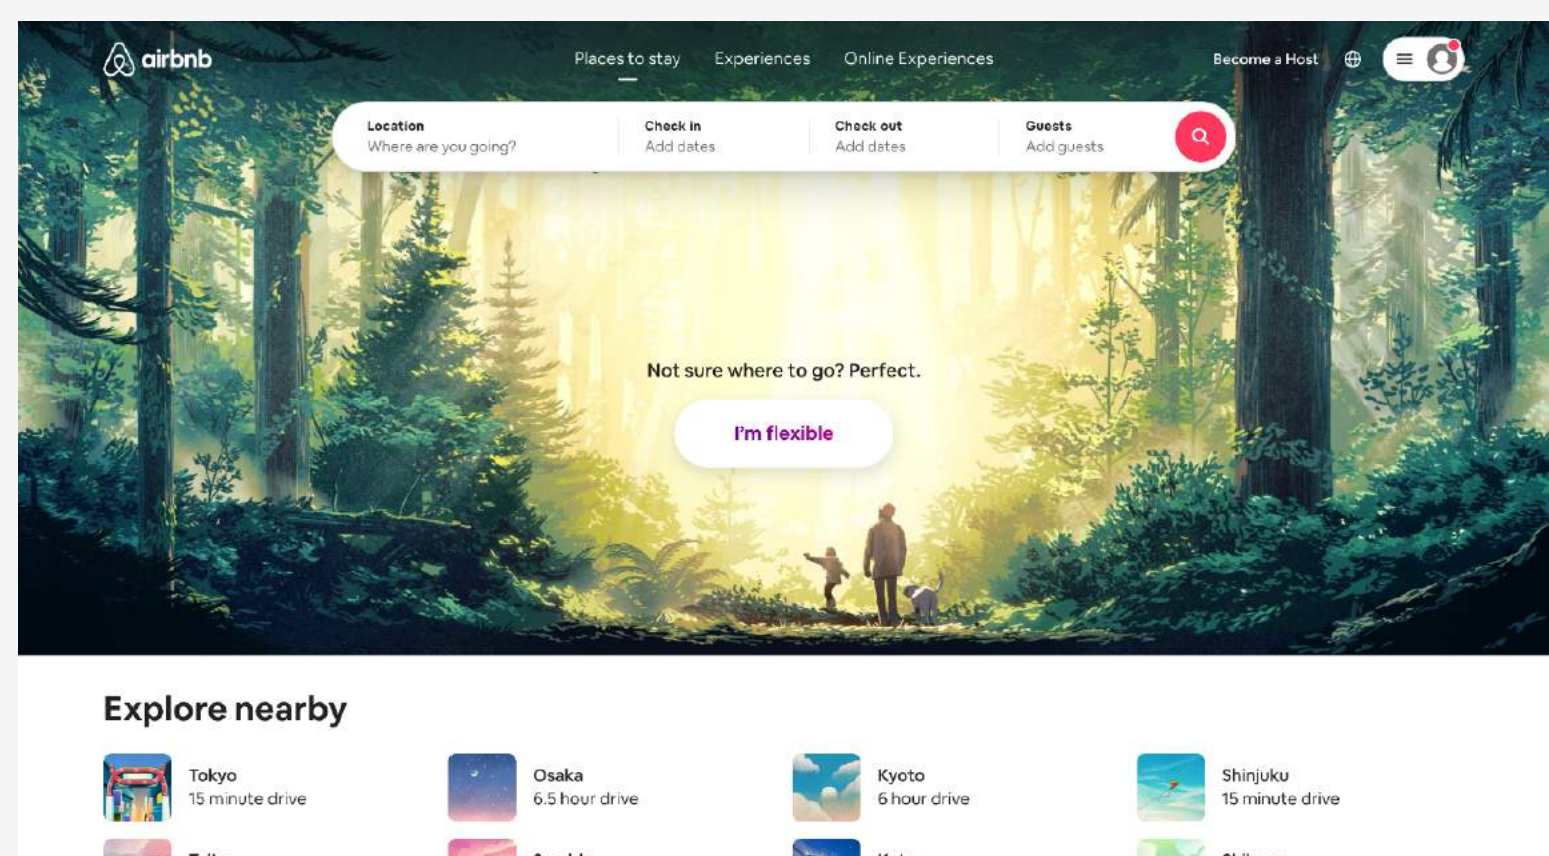 airbnb
Places to stay Experiences Online Experiences
Become a Host
Location Check in Check out Guests
Where are you going? Add dates Add dates Add guests
Not sure where to go? Perfect.
I'm flexible
Explore nearby
Tokyo Osaka Kyoto Shinjuku
15 minute drive 6.5 hour drive 6 hour drive 15 minute drive